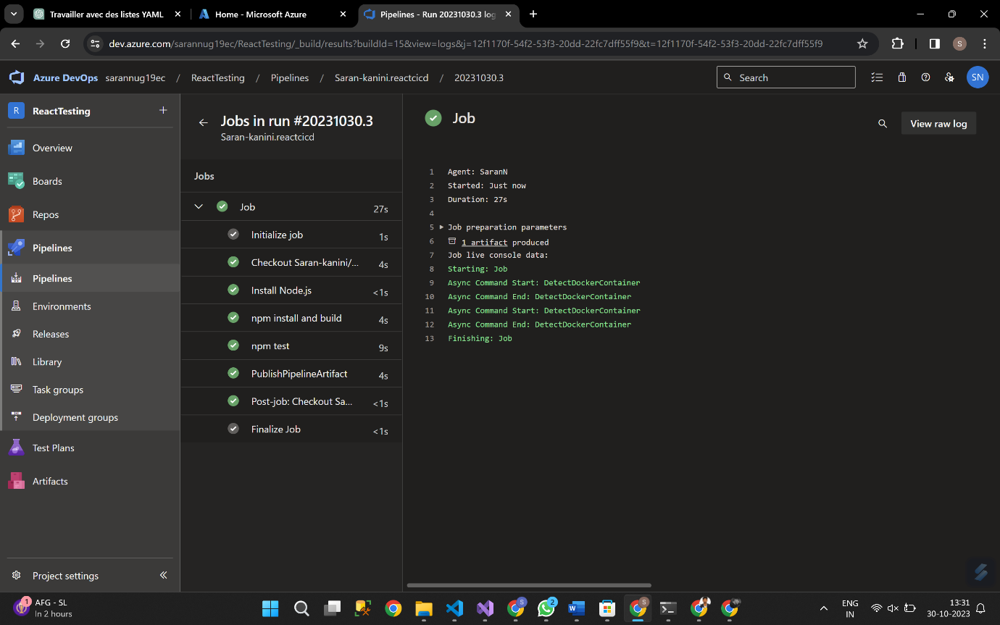 Travailler avec des listes YAML
Home - Microsoft Azure
Pipelines - Run 20231030.3 log
dev.azure.com/sarannug19ec/ReactTesting/_build/results?buildId=15&view=logs&j=12f1170f-54f2-53f3-20dd-22fc7dff55f9&t=12f1170f-54f2-53f3-20dd-22fc7dff55f9
S
Azure DevOps sarannug19ec / ReactTesting / Pipelines / Saran-kanini.reactcicd / 20231030.3
Search
SN
R ReactTesting
Overview
Boards
Repos
Pipelines
Pipelines
Environments
Releases
Library
Task groups
Deployment groups
Test Plans
Artifacts
Project settings
Jobs in run #20231030.3
Saran-kanini.reactcicd
Jobs
Job 27s
Initialize job 1s
Checkout Saran-kanini/... 4s
Install Node.js <1s
npm install and build 4s
npm test 9s
PublishPipelineArtifact 4s
Post-job: Checkout Sa... <1s
Finalize Job <1s
Job
View raw log
1 Agent: SaranN
2 Started: Just now
3 Duration: 27s
4
5 Job preparation parameters
6 1 artifact produced
7 Job live console data:
8 Starting: Job
9 Async Command Start: DetectDockerContainer
10 Async Command End: DetectDockerContainer
11 Async Command Start: DetectDockerContainer
12 Async Command End: DetectDockerContainer
13 Finishing: Job
1
AFG - SL
In 2 hours
S
2
S
ENG
IN
13:31
30-10-2023